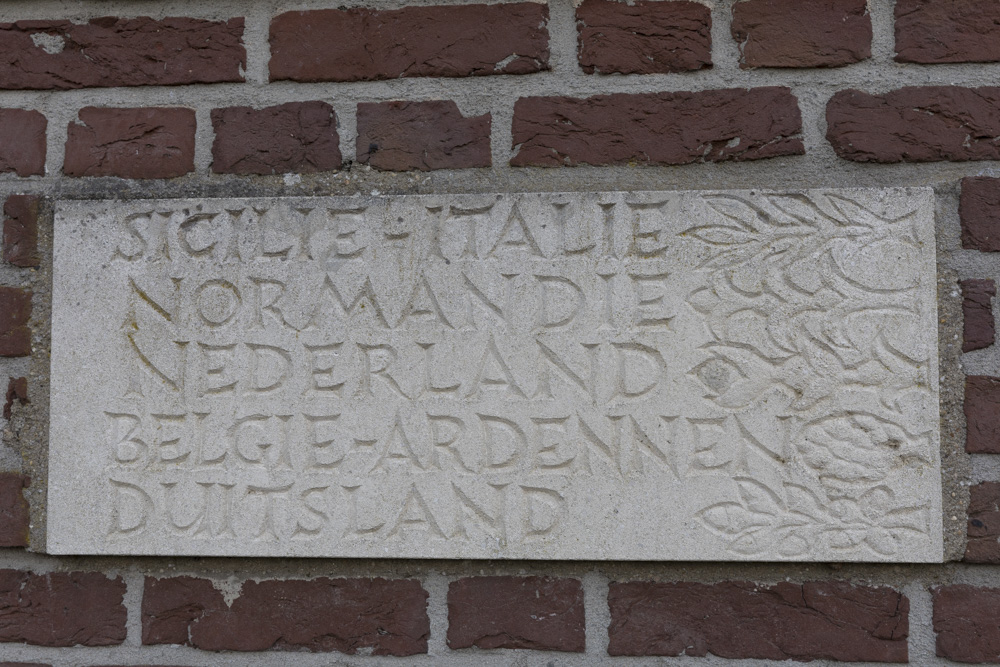 SICILIE-ITALIE
NORMANDIE
NEDERLAND
BELGIE-ARDENNEN
DUITSLAND